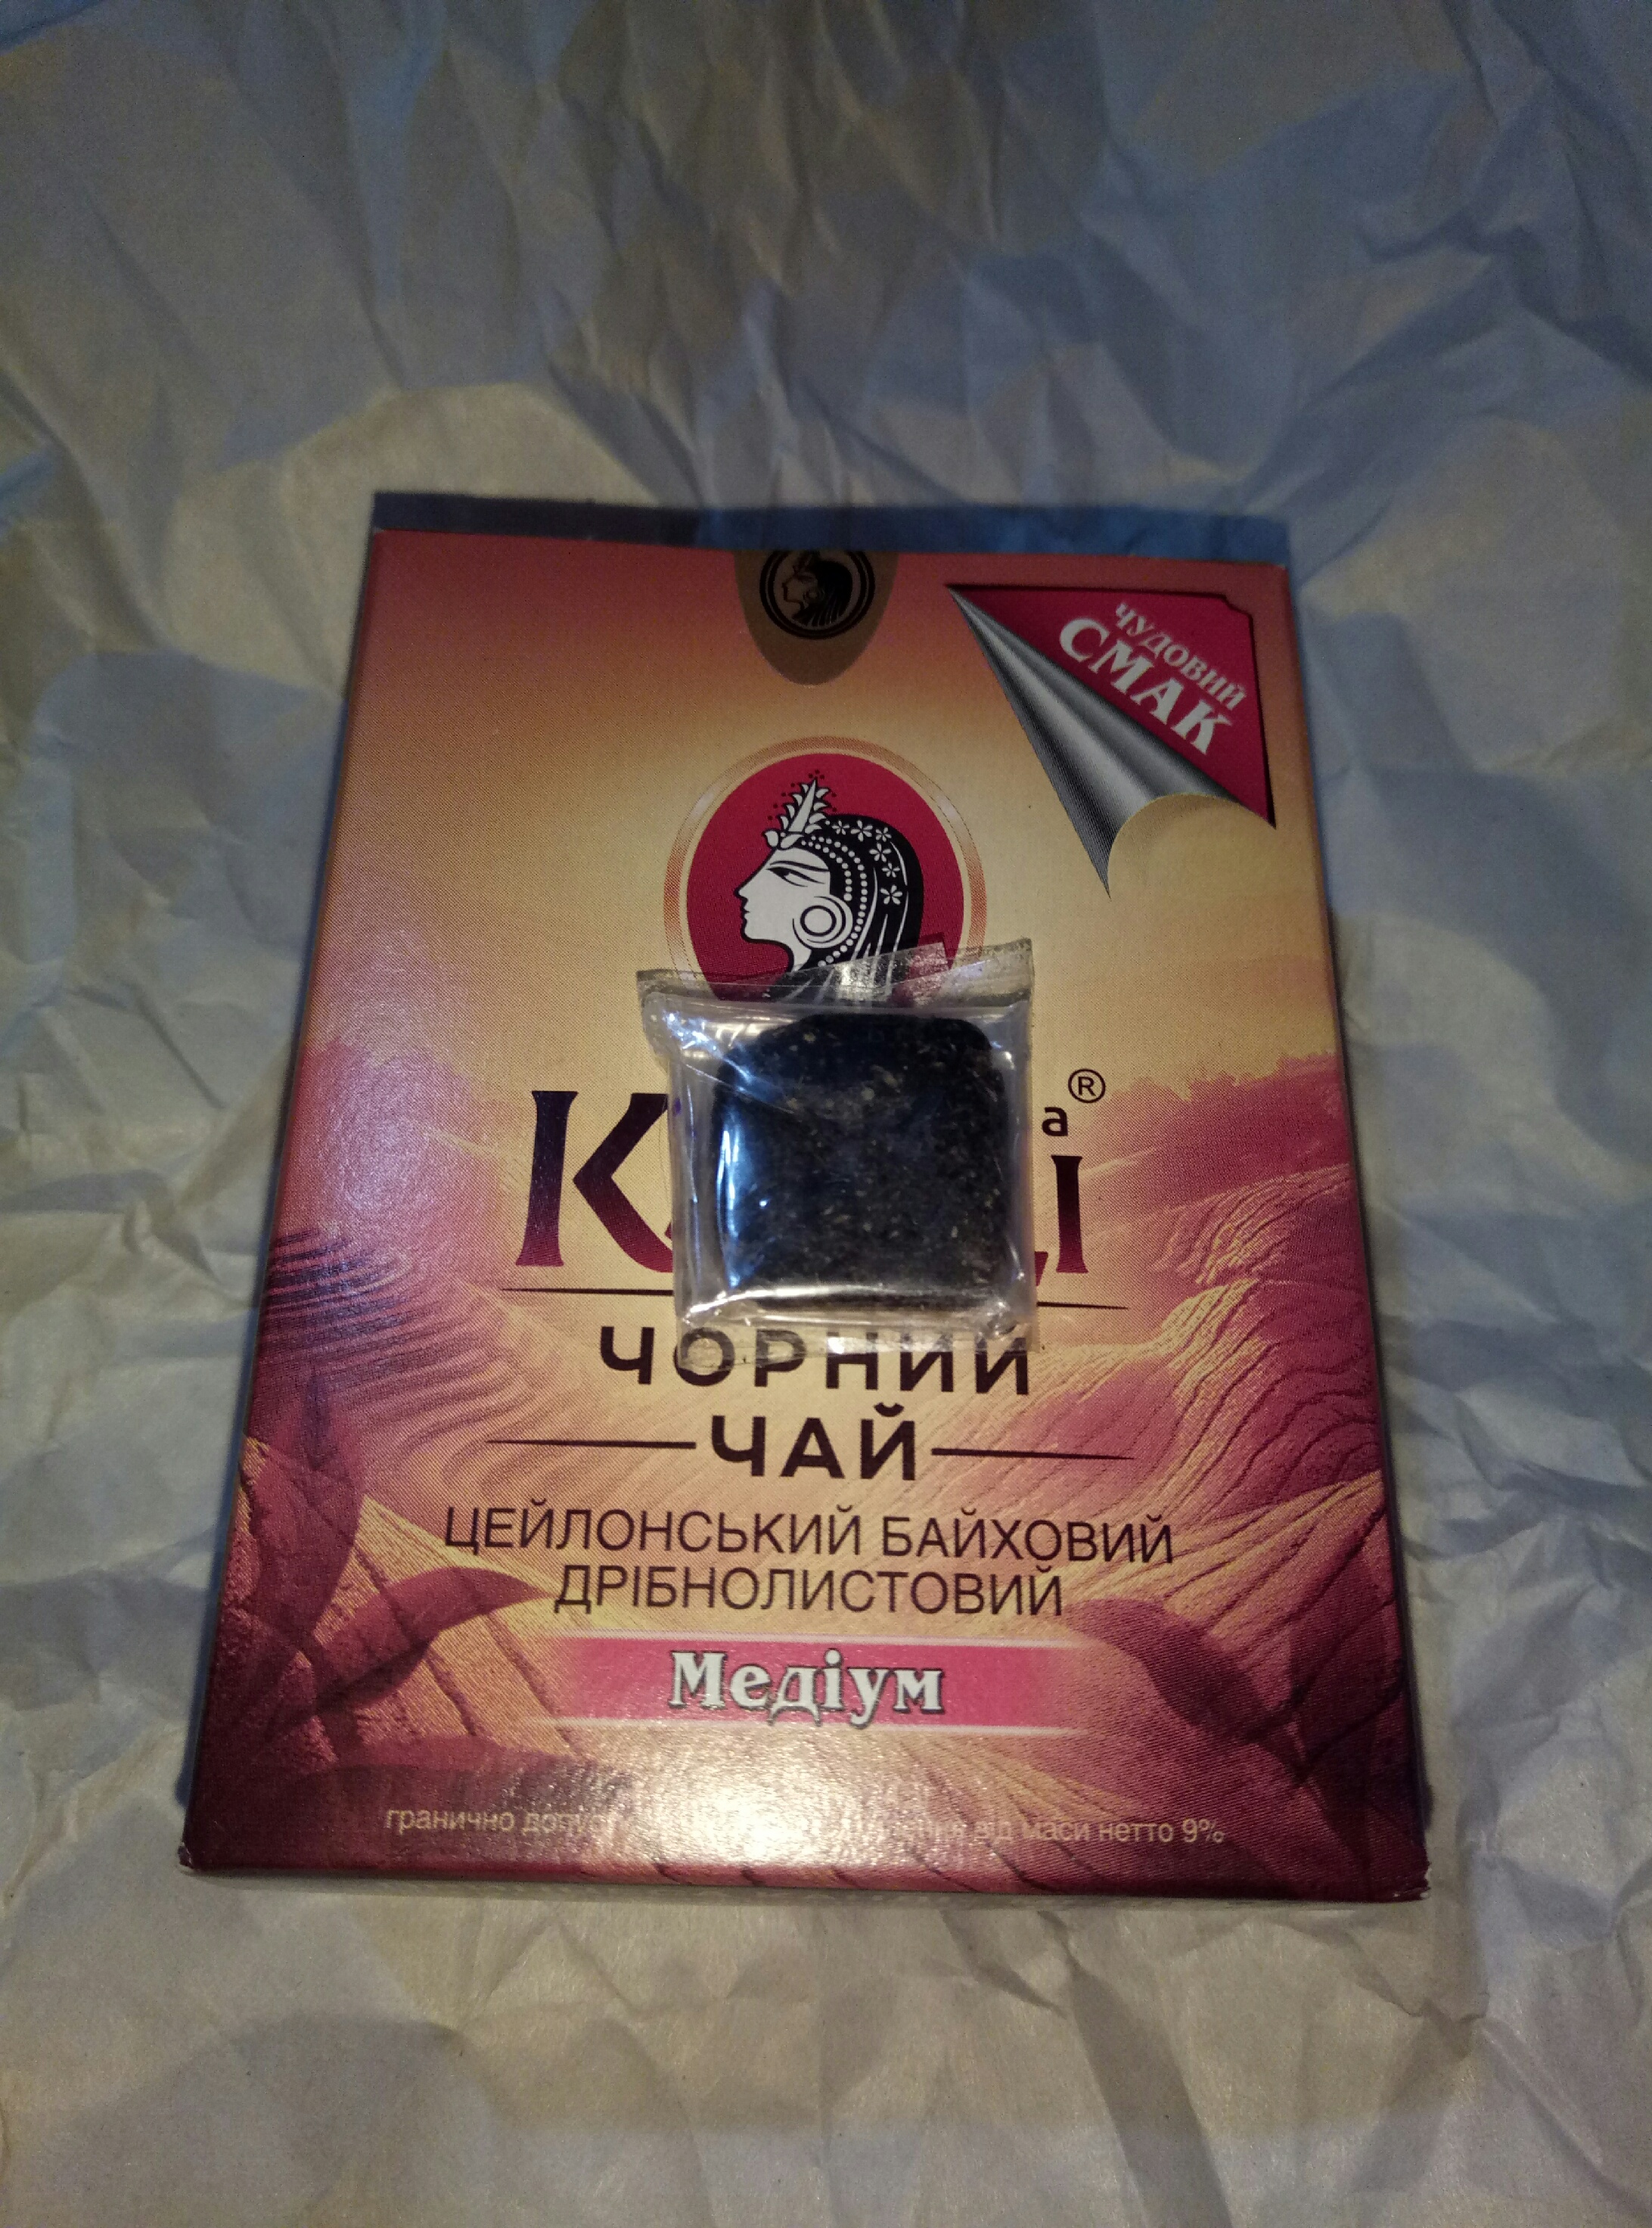 ЧУДОВИЙ
СМАК
а®
ЧОРНИЙ
ЧАЙ
ЦЕЙЛОНСЬКИЙ БАЙХОВИЙ
ДРІБНОЛИСТОВИЙ
Медіум
гранично від маси нетто 9%